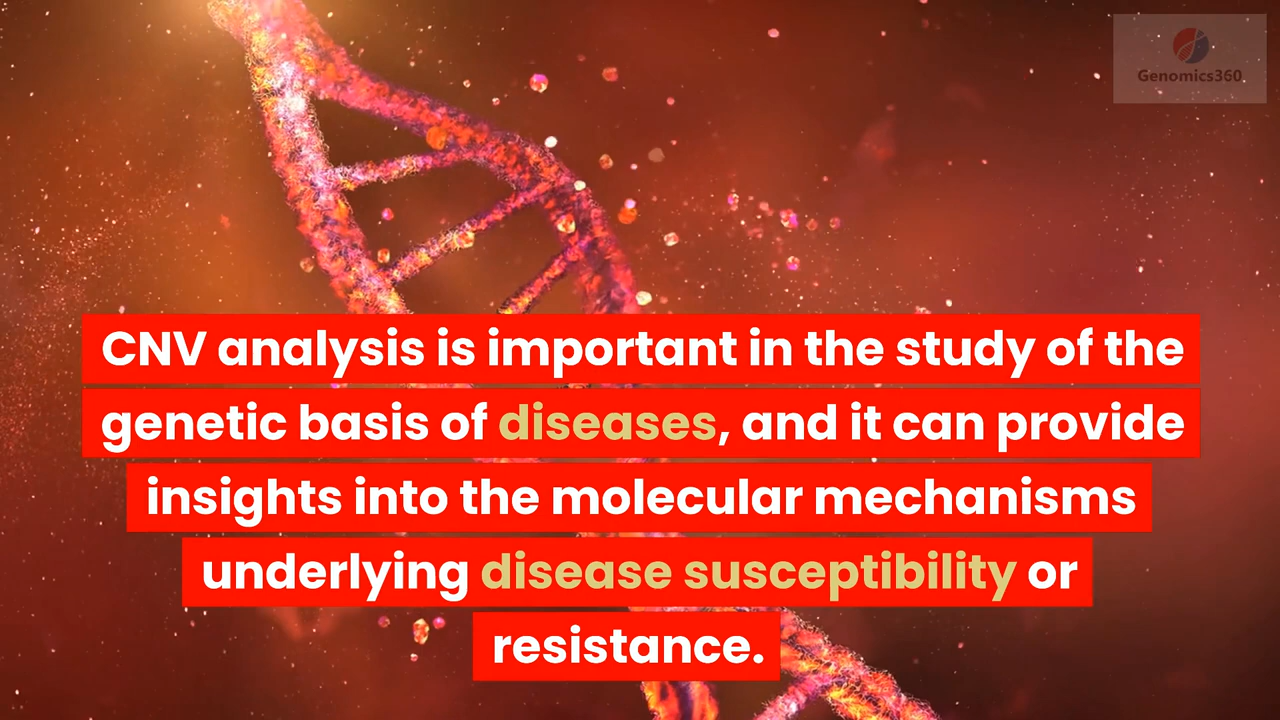 Genomics360
CNV analysis is important in the study of the
genetic basis of diseases, and it can provide
insights into the molecular mechanisms
underlying disease susceptibility or
resistance.